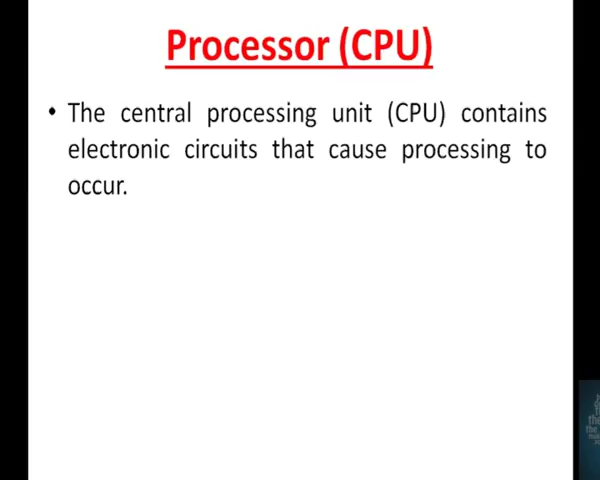 Processor (CPU)
• The central processing unit (CPU) contains
electronic circuits that cause processing to
occur.